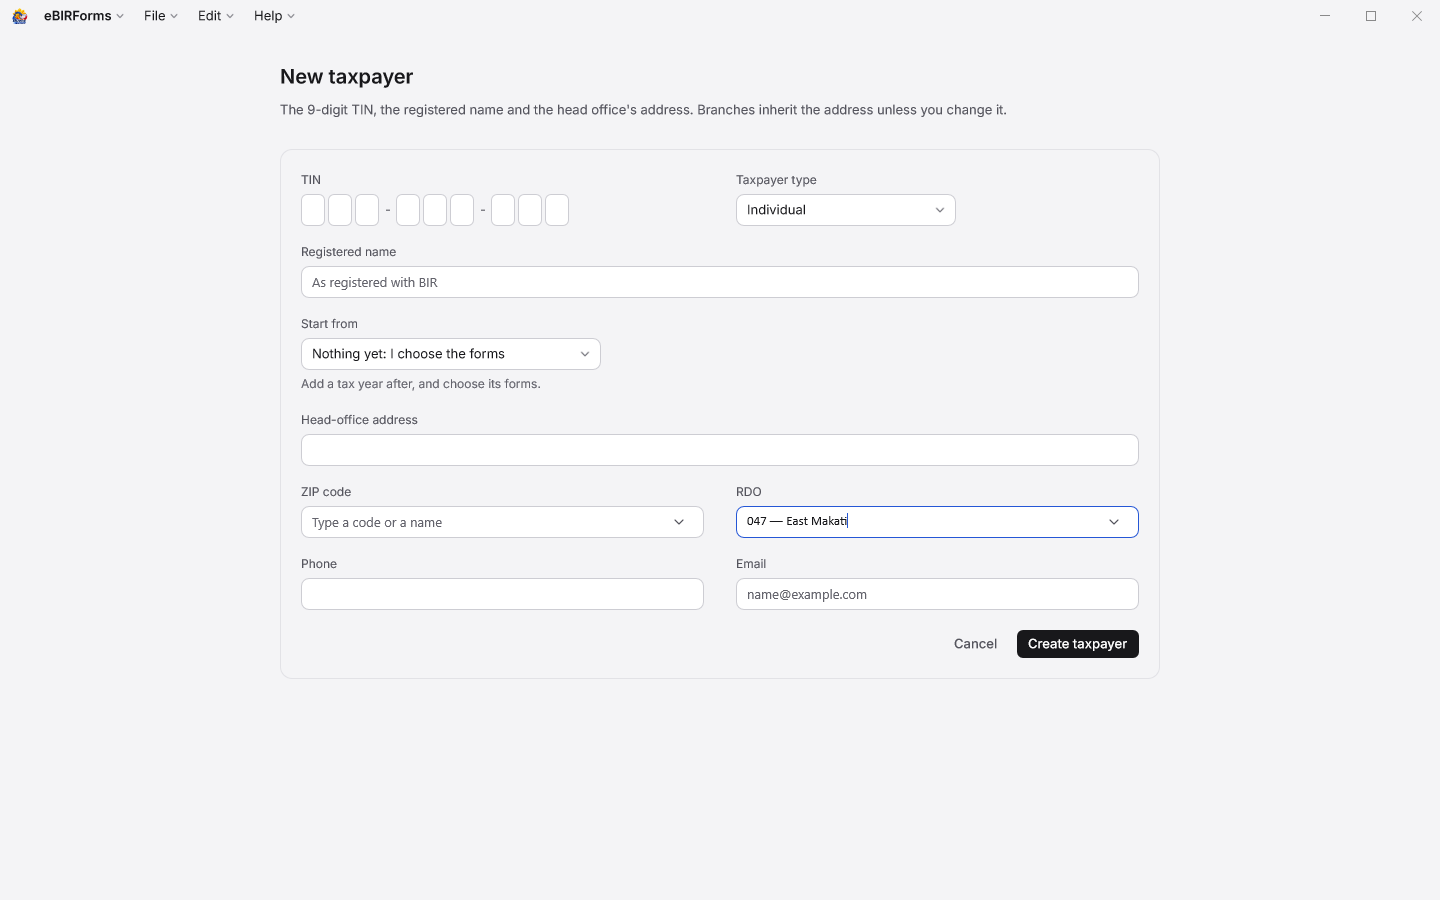 eBIRForms File Edit Help
New taxpayer
The 9-digit TIN, the registered name and the head office's address. Branches inherit the address unless you change it.
TIN
Taxpayer type
- -
Individual
Registered name
As registered with BIR
Start from
Nothing yet: I choose the forms
Add a tax year after, and choose its forms.
Head-office address
ZIP code
RDO
Type a code or a name
047 — East Makati
Phone
Email
name@example.com
Cancel
Create taxpayer